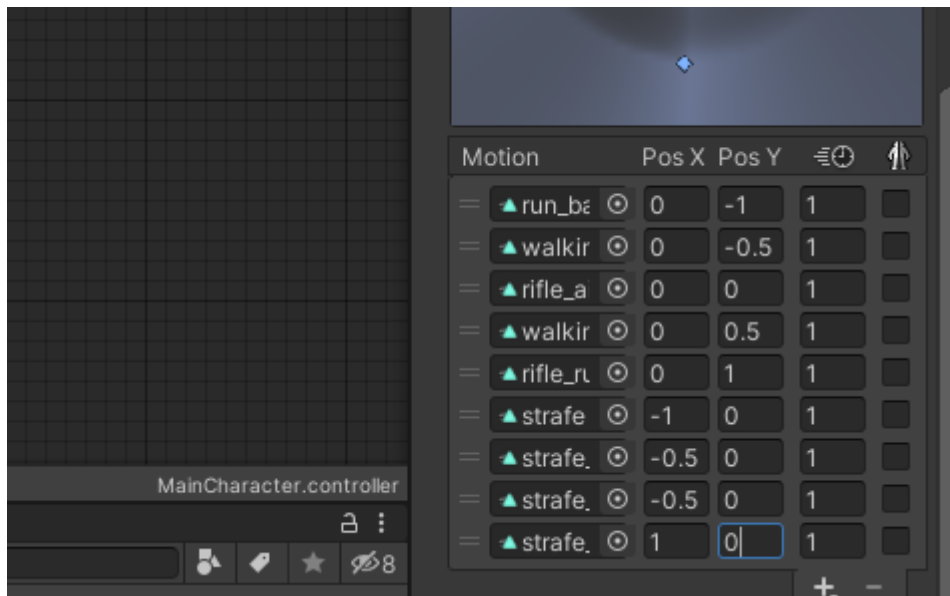 Motion Pos X Pos Y
run_ba 0 -1 1
walkir 0 -0.5 1
rifle_a 0 0 1
walkir 0 0.5 1
rifle_ru 0 1 1
strafe -1 0 1
strafe_ -0.5 0 1
strafe_ -0.5 0 1
strafe_ 1 0 1
MainCharacter.controller
8